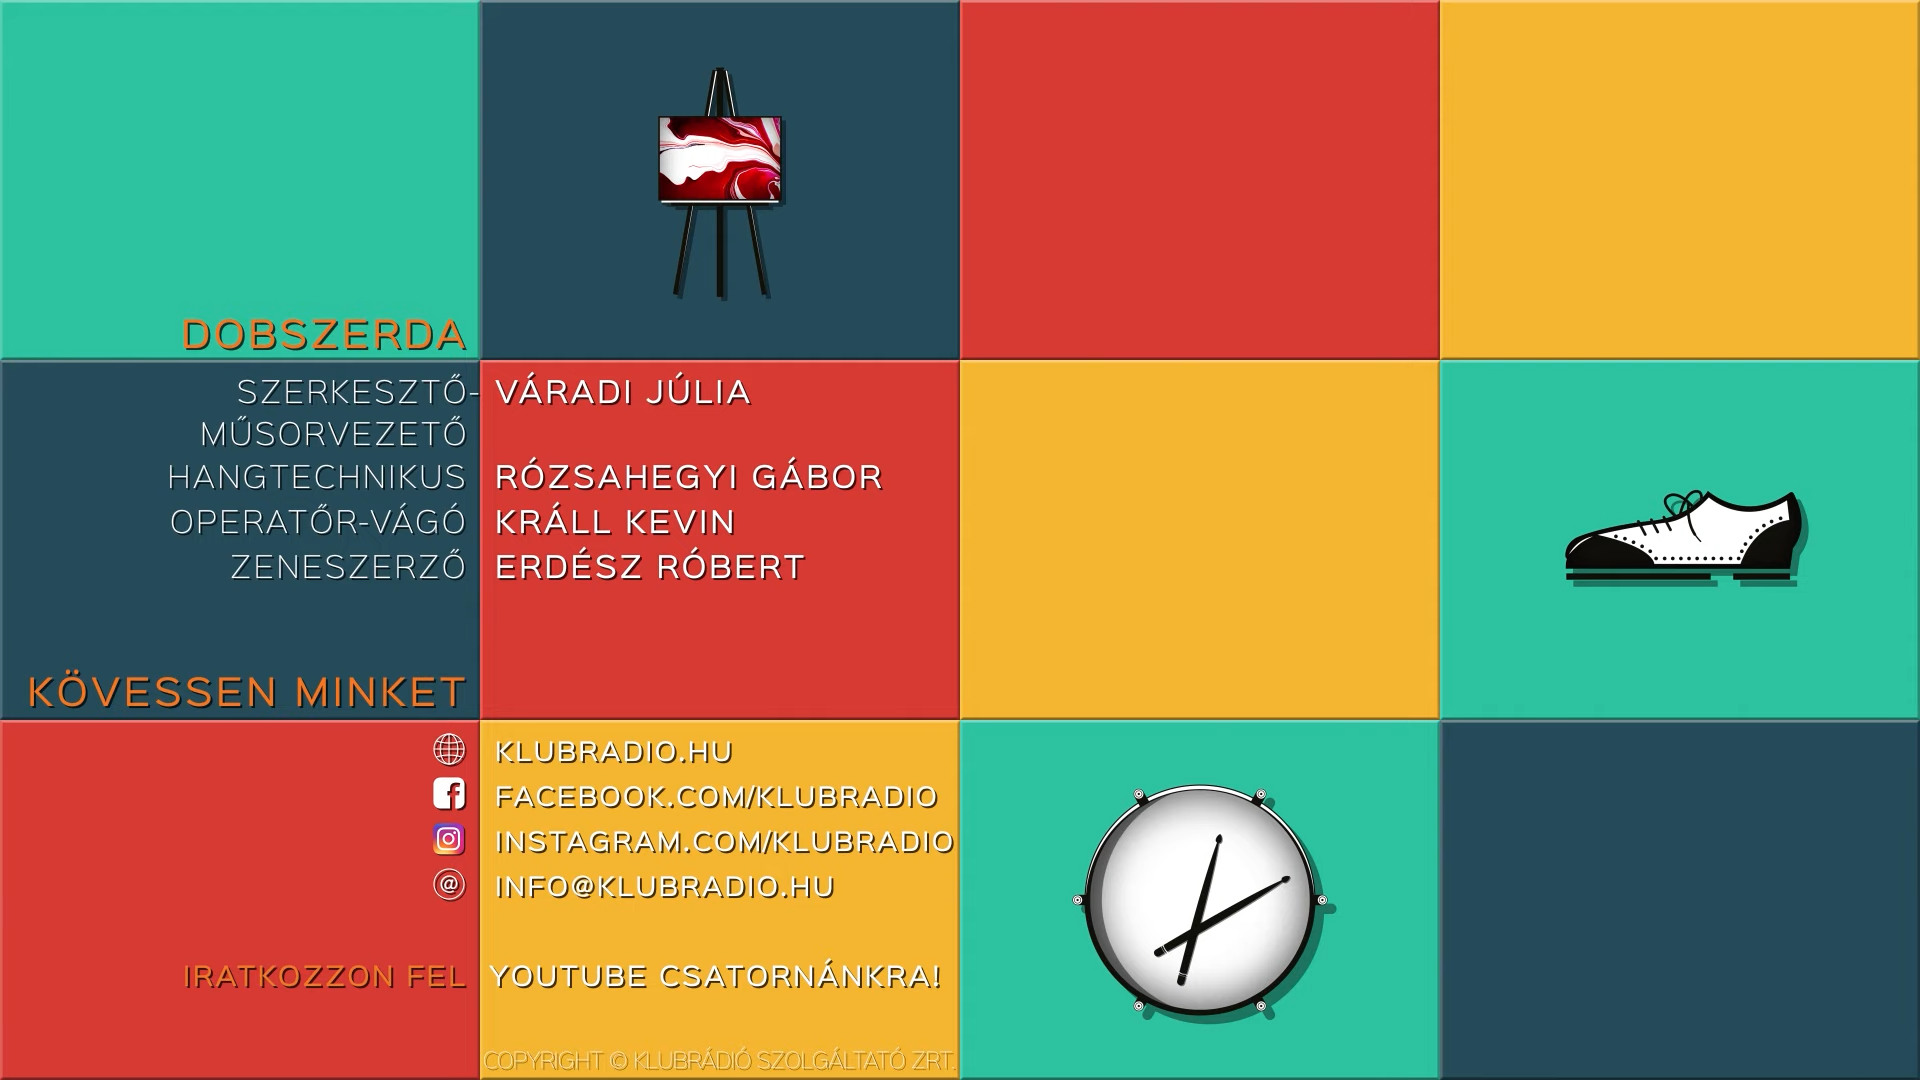 DOBSZERDA
SZERKESZTŐ- VÁRADI JÚLIA
MŰSORVEZETŐ
HANGTECHNIKUS RÓZSAHEGYI GÁBOR
OPERATŐR-VÁGÓ KRÁLL KEVIN
ZENESZERZŐ ERDÉSZ RÓBERT
KÖVESSEN MINKET
KLUBRADIO.HU
FACEBOOK.COM/KLUBRADIO
INSTAGRAM.COM/KLUBRADIO
INFO@KLUBRADIO.HU
IRATKOZZON FEL YOUTUBE CSATORNÁNKRA!
COPYRIGHT © KLUBRÁDIÓ SZOLGÁLTATÓ ZRT.